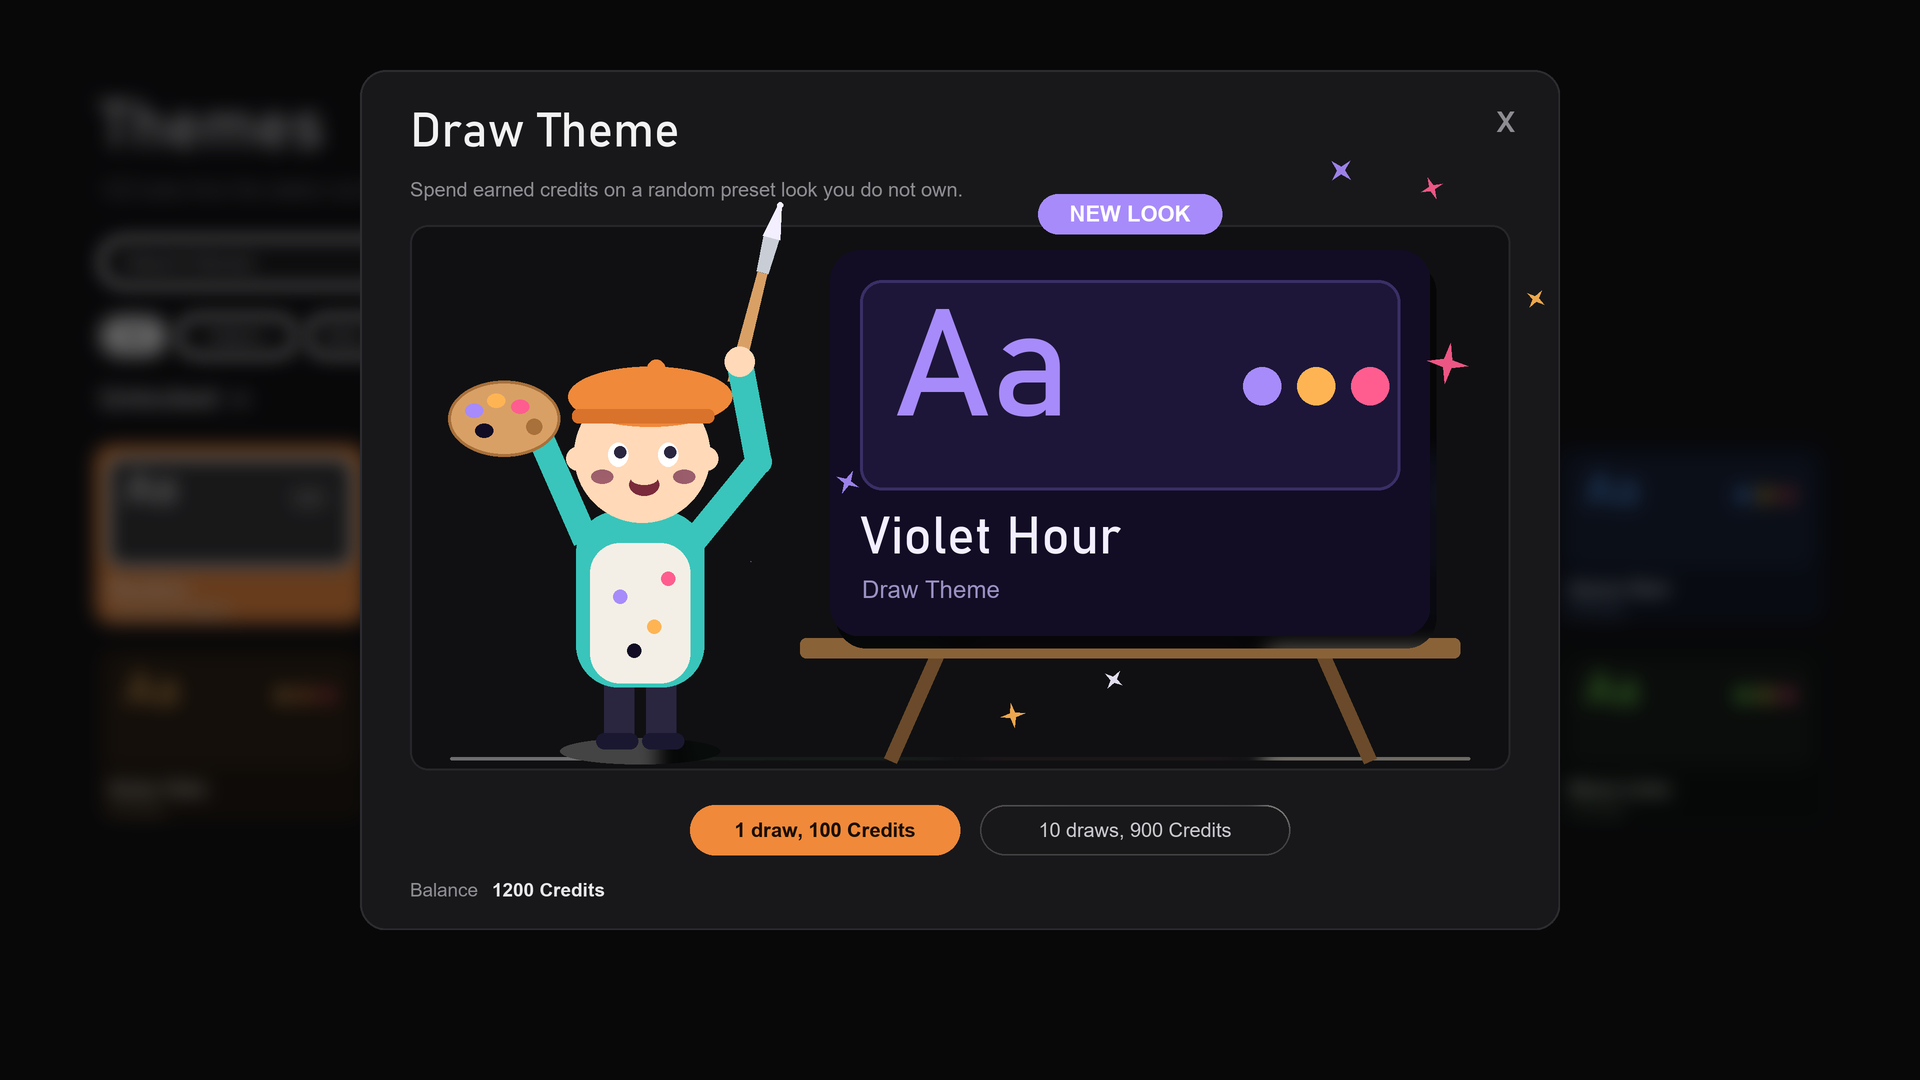 Themes
Draw Theme
X
Spend earned credits on a random preset look you do not own.
NEW LOOK
Aa
Violet Hour
Draw Theme
1 draw, 100 Credits
10 draws, 900 Credits
Balance 1200 Credits